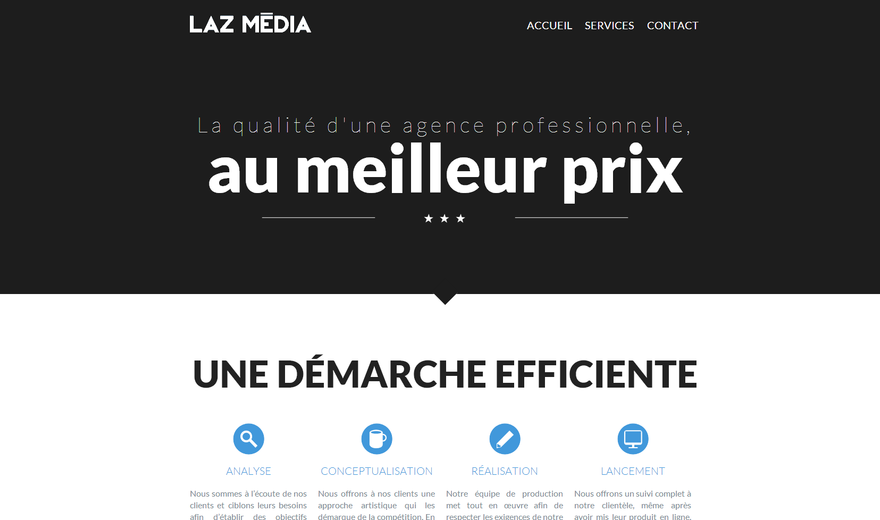 LAZ MĒDIA
ACCUEIL SERVICES CONTACT
La qualité d'une agence professionnelle,
au meilleur prix
UNE DÉMARCHE EFFICIENTE
ANALYSE
Nous sommes à l'écoute de nos
clients et ciblons leurs besoins
afin d'établir des objectifs
CONCEPTUALISATION
Nous offrons à nos clients une
approche artistique qui les
démarque de la compétition. En
RÉALISATION
Notre équipe de production
met tout en œuvre afin de
respecter les exigences de notre
LANCEMENT
Nous offrons un suivi complet à
notre clientèle, même après
avoir mis leur produit en ligne.